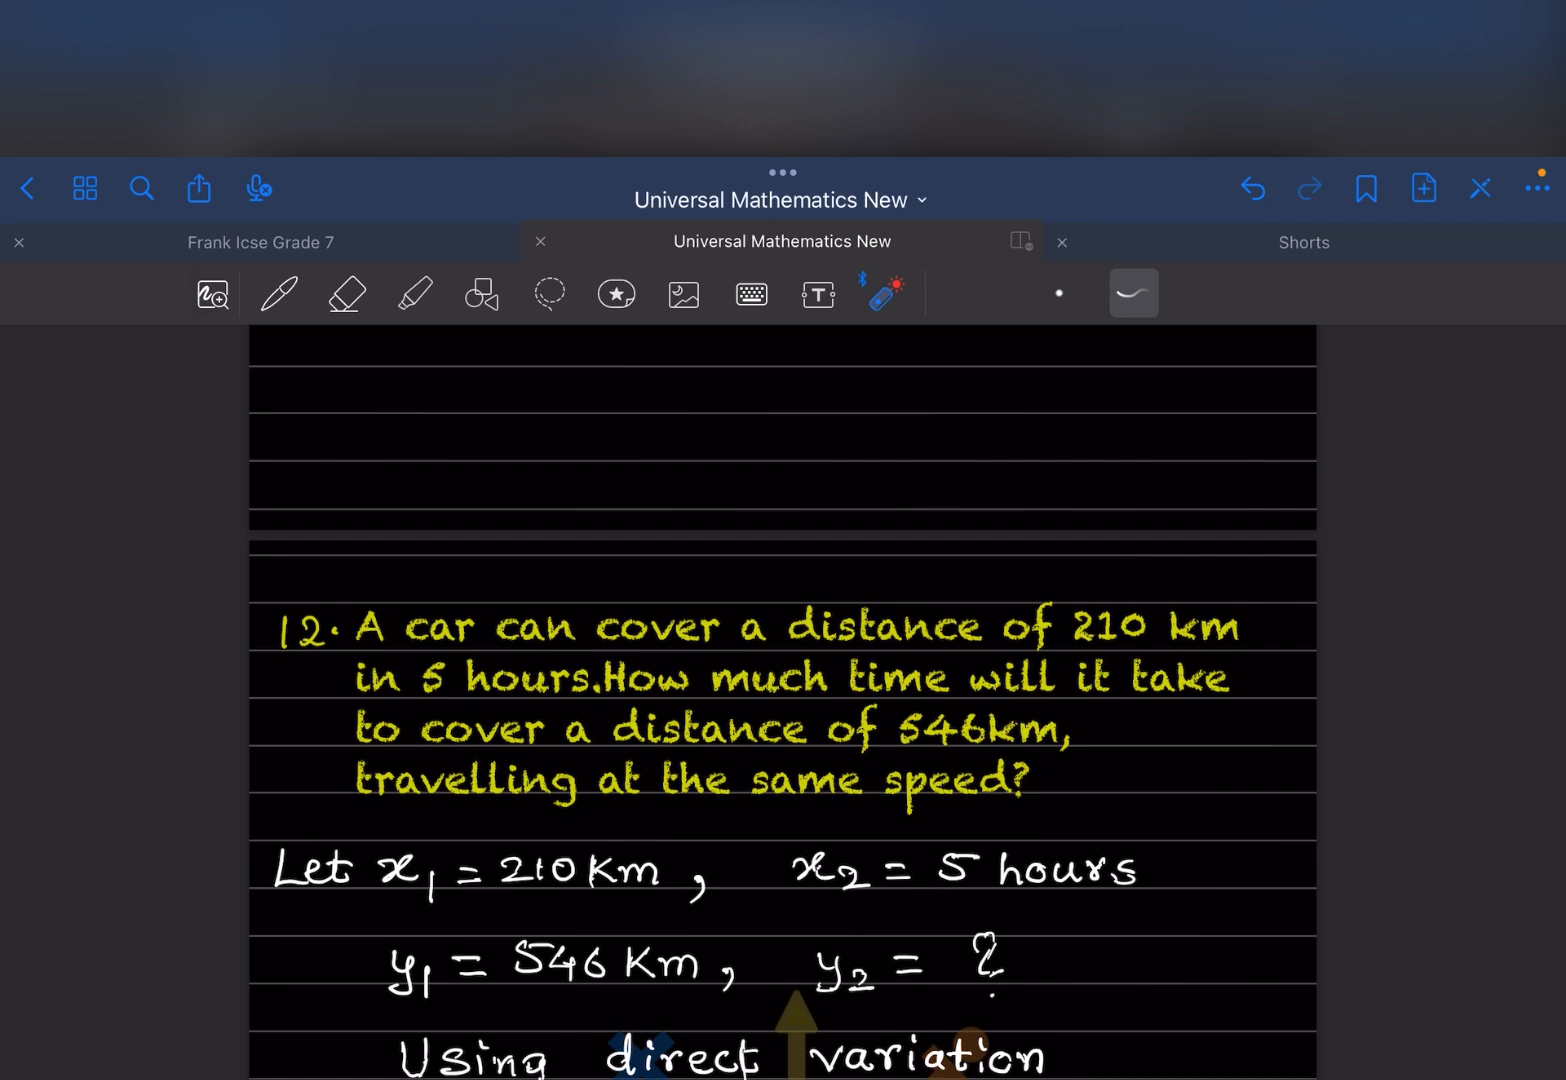 Universal Mathematics New
Frank Icse Grade 7
Universal Mathematics New
Shorts
12. A car can cover a distance of 210 km
in 5 hours.How much time will it take
to cover a distance of 546km,
travelling at the same speed?
Let x₁ = 210 Km , x₂ = 5 hours
y₁ = 546 Km , y₂ = ?
Using direct variation